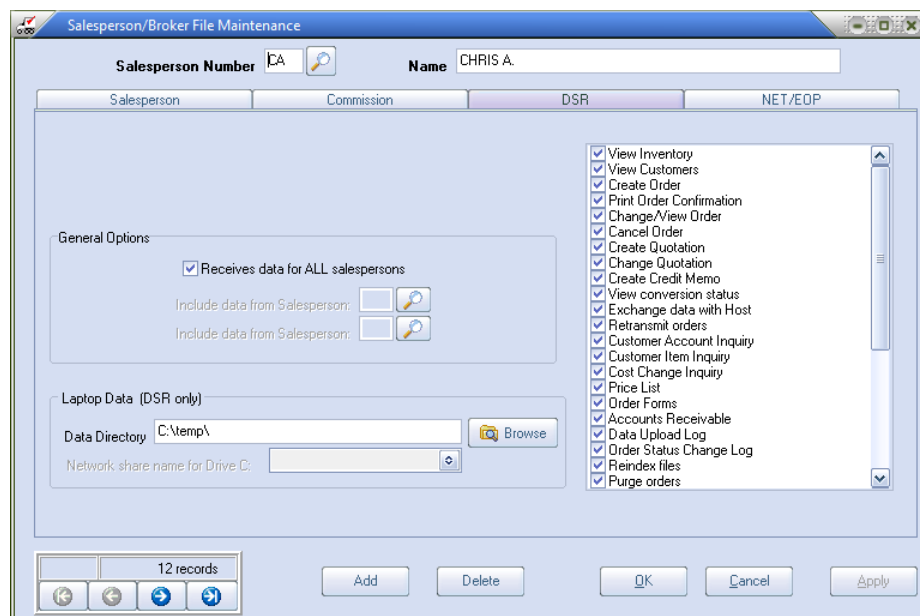 Salesperson/Broker File Maintenance
Salesperson Number CA Name CHRIS A.
Salesperson Commission DSR NET/EOP
General Options
Receives data for ALL salespersons
Include data from Salesperson:
Include data from Salesperson:
Laptop Data (DSR only)
Data Directory C:\temp\ Browse
Network share name for Drive C:
View Inventory
View Customers
Create Order
Print Order Confirmation
Change/View Order
Cancel Order
Create Quotation
Change Quotation
Create Credit Memo
View conversion status
Exchange data with Host
Retransmit orders
Customer Account Inquiry
Customer Item Inquiry
Cost Change Inquiry
Price List
Order Forms
Accounts Receivable
Data Upload Log
Order Status Change Log
Reindex files
Purge orders
12 records
Add Delete OK Cancel Apply